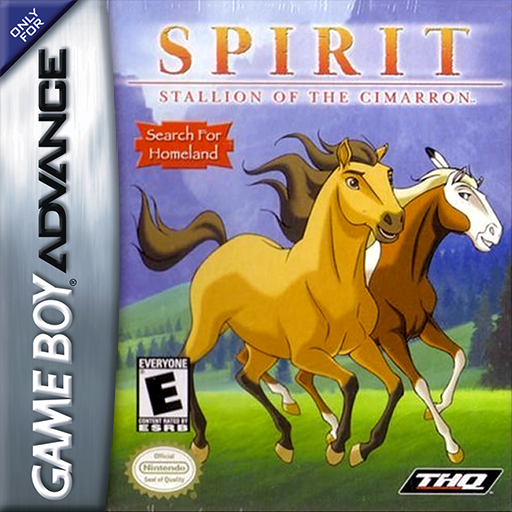 ONLY
FOR
GAME BOY ADVANCE
®
SPIRIT
STALLION OF THE CIMARRON™
Search For
Homeland
EVERYONE
E
CONTENT RATED BY
ESRB
Official
Nintendo
Seal of Quality
THQ